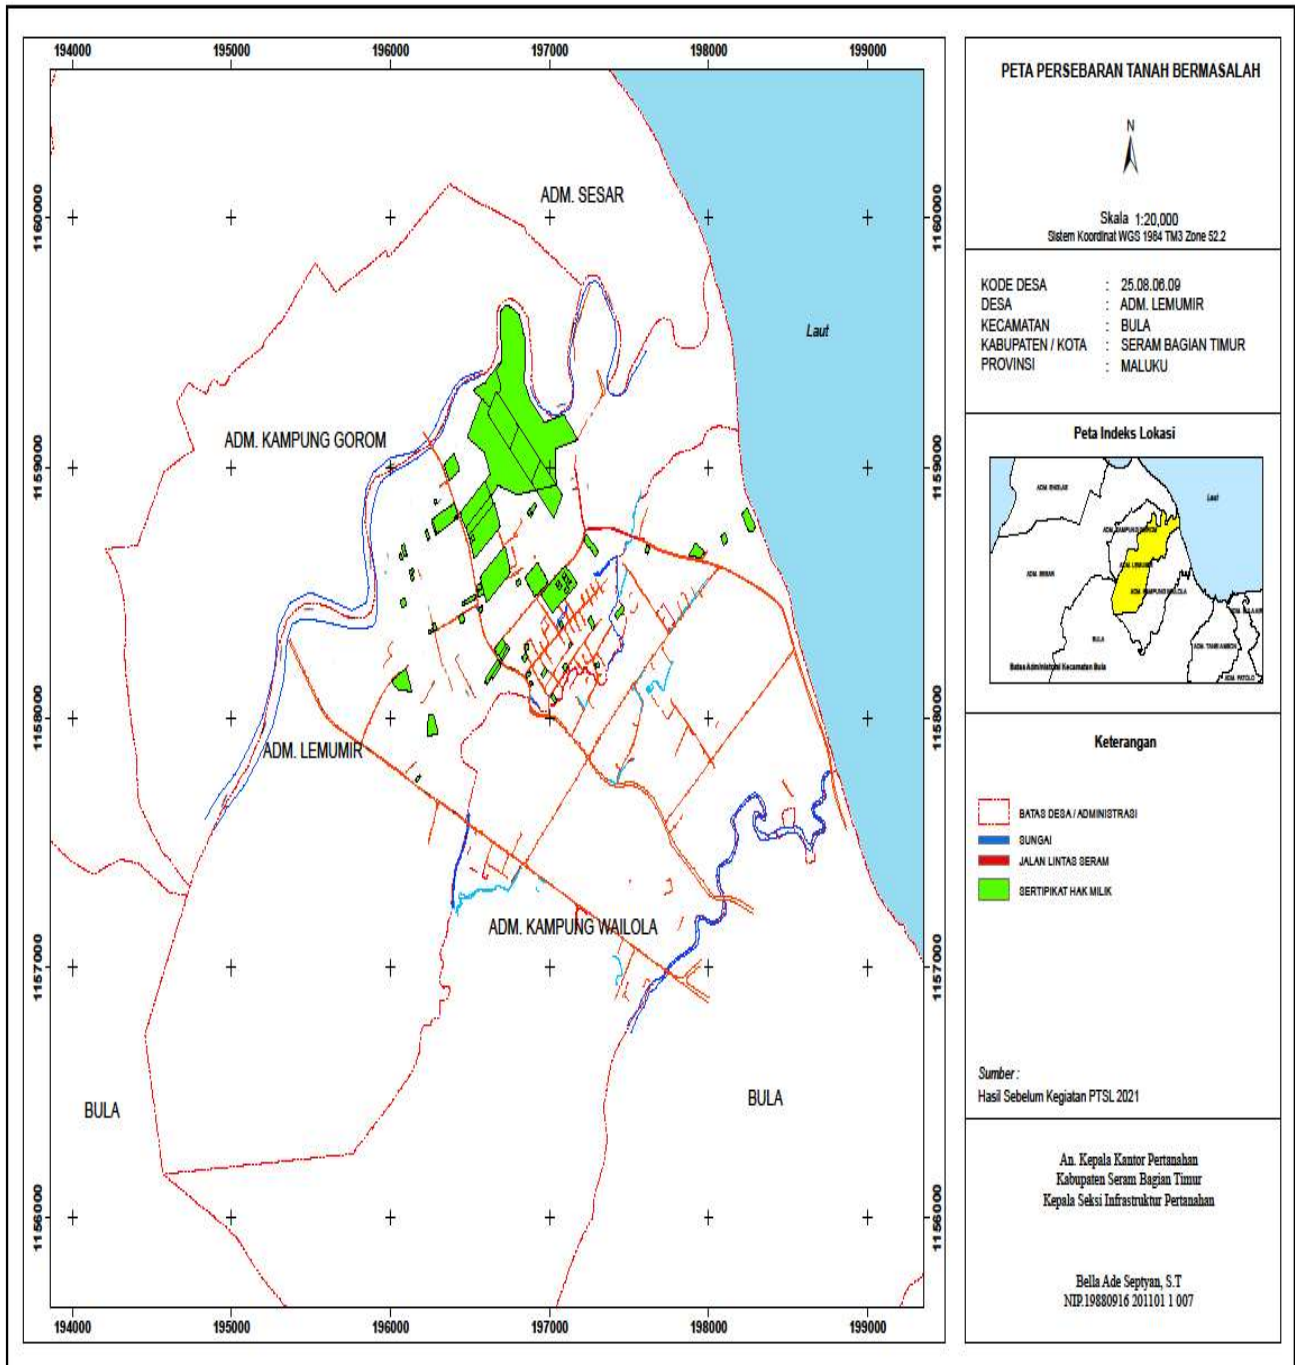 194000 195000 196000 197000 198000 199000
1160000 1160000
1159000 1159000
1158000 1158000
1157000 1157000
1156000 1156000
ADM. SESAR
Laut
ADM. KAMPUNG GOROM
ADM. LEMUMIR
ADM. KAMPUNG WAILOLA
BULA
BULA
194000 195000 196000 197000 198000 199000
PETA PERSEBARAN TANAH BERMASALAH
N
Skala 1:20,000
Sistem Koordinat WGS 1984 TM3 Zone 52.2
KODE DESA : 25.08.06.09
DESA : ADM. LEMUMIR
KECAMATAN : BULA
KABUPATEN / KOTA : SERAM BAGIAN TIMUR
PROVINSI : MALUKU
Peta Indeks Lokasi
Laut
ADM. SESAR
ADM. LEMUMIR
BULA
Batas Administrasi Kecamatan Bula
Keterangan
BATAS DESA / ADMINISTRASI
SUNGAI
JALAN LINTAS SERAM
SERTIPIKAT HAK MILIK
Sumber :
Hasil Sebelum Kegiatan PTSL 2021
An. Kepala Kantor Pertanahan
Kabupaten Seram Bagian Timur
Kepala Seksi Infrastruktur Pertanahan
Bella Ade Septyan, S.T
NIP.19880916 201101 1 007